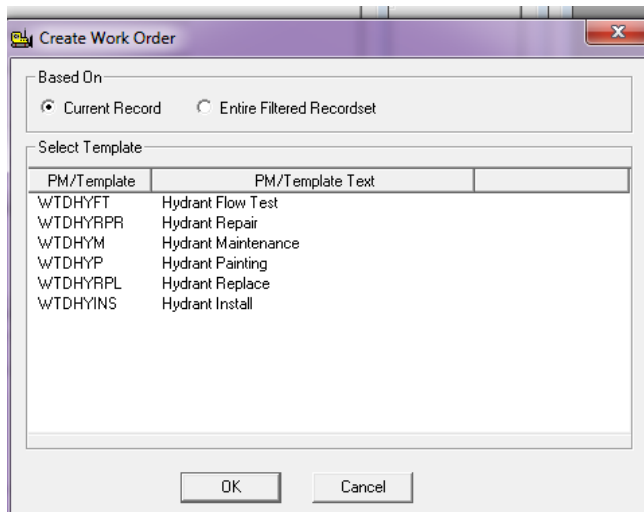 Create Work Order
Based On
Current Record Entire Filtered Recordset
Select Template
PM/Template PM/Template Text
WTDHYFT Hydrant Flow Test
WTDHYRPR Hydrant Repair
WTDHYM Hydrant Maintenance
WTDHYP Hydrant Painting
WTDHYRPL Hydrant Replace
WTDHYINS Hydrant Install
OK Cancel